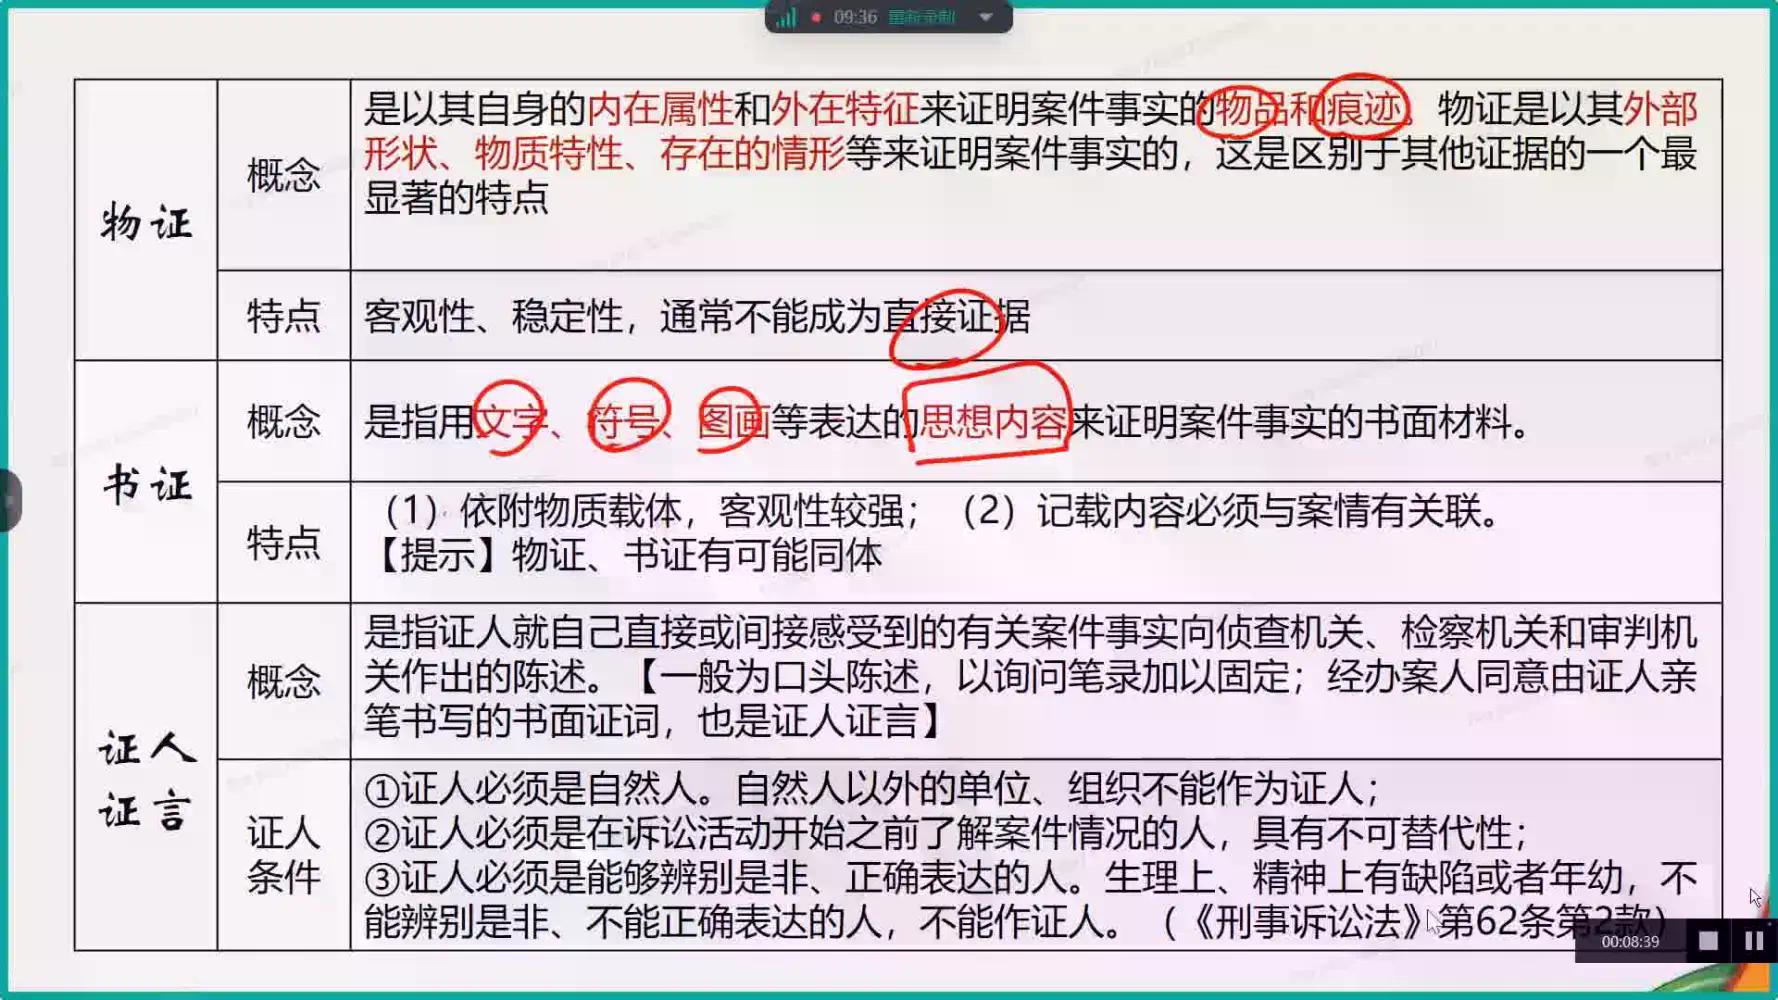 09:36 重新录制
物证
概念
是以其自身的内在属性和外在特征来证明案件事实的物品和痕迹。物证是以其外部
形状、物质特性、存在的情形等来证明案件事实的，这是区别于其他证据的一个最
显著的特点
特点
客观性、稳定性，通常不能成为直接证据
书证
概念
是指用文字、符号、图画等表达的思想内容来证明案件事实的书面材料。
特点
（1）依附物质载体，客观性较强；（2）记载内容必须与案情有关联。
【提示】物证、书证有可能同体
证人
证言
概念
是指证人就自己直接或间接感受到的有关案件事实向侦查机关、检察机关和审判机
关作出的陈述。【一般为口头陈述，以询问笔录加以固定；经办案人同意由证人亲
笔书写的书面证词，也是证人证言】
证人
条件
①证人必须是自然人。自然人以外的单位、组织不能作为证人；
②证人必须是在诉讼活动开始之前了解案件情况的人，具有不可替代性；
③证人必须是能够辨别是非、正确表达的人。生理上、精神上有缺陷或者年幼，不
能辨别是非、不能正确表达的人，不能作证人。（《刑事诉讼法》第62条第2款）
00:08:39